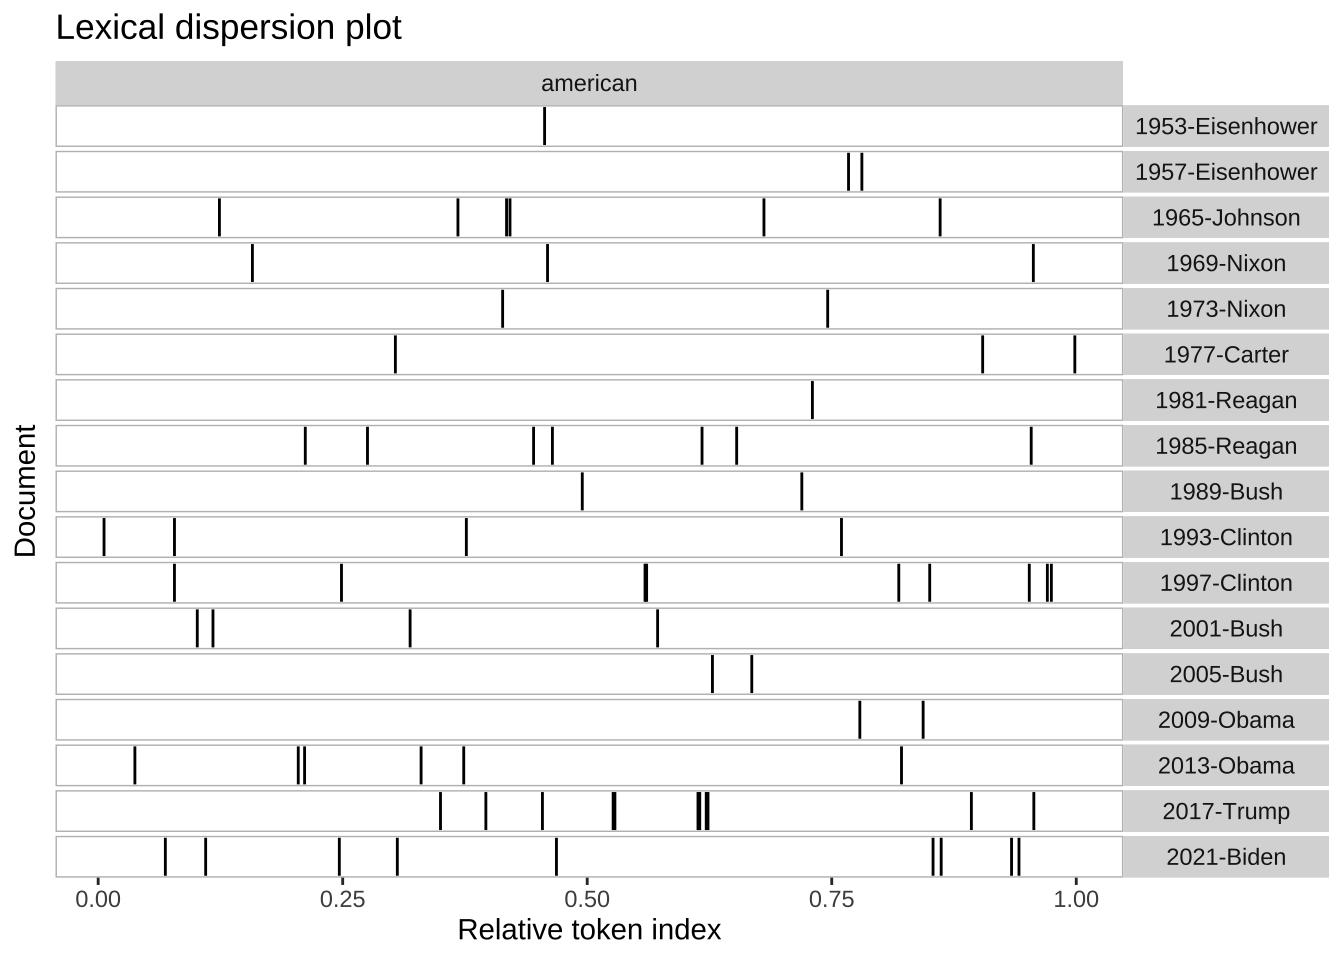 Lexical dispersion plot
american
1953-Eisenhower
1957-Eisenhower
1965-Johnson
1969-Nixon
1973-Nixon
1977-Carter
1981-Reagan
1985-Reagan
1989-Bush
1993-Clinton
1997-Clinton
2001-Bush
2005-Bush
2009-Obama
2013-Obama
2017-Trump
2021-Biden
Document
0.00 0.25 0.50 0.75 1.00
Relative token index